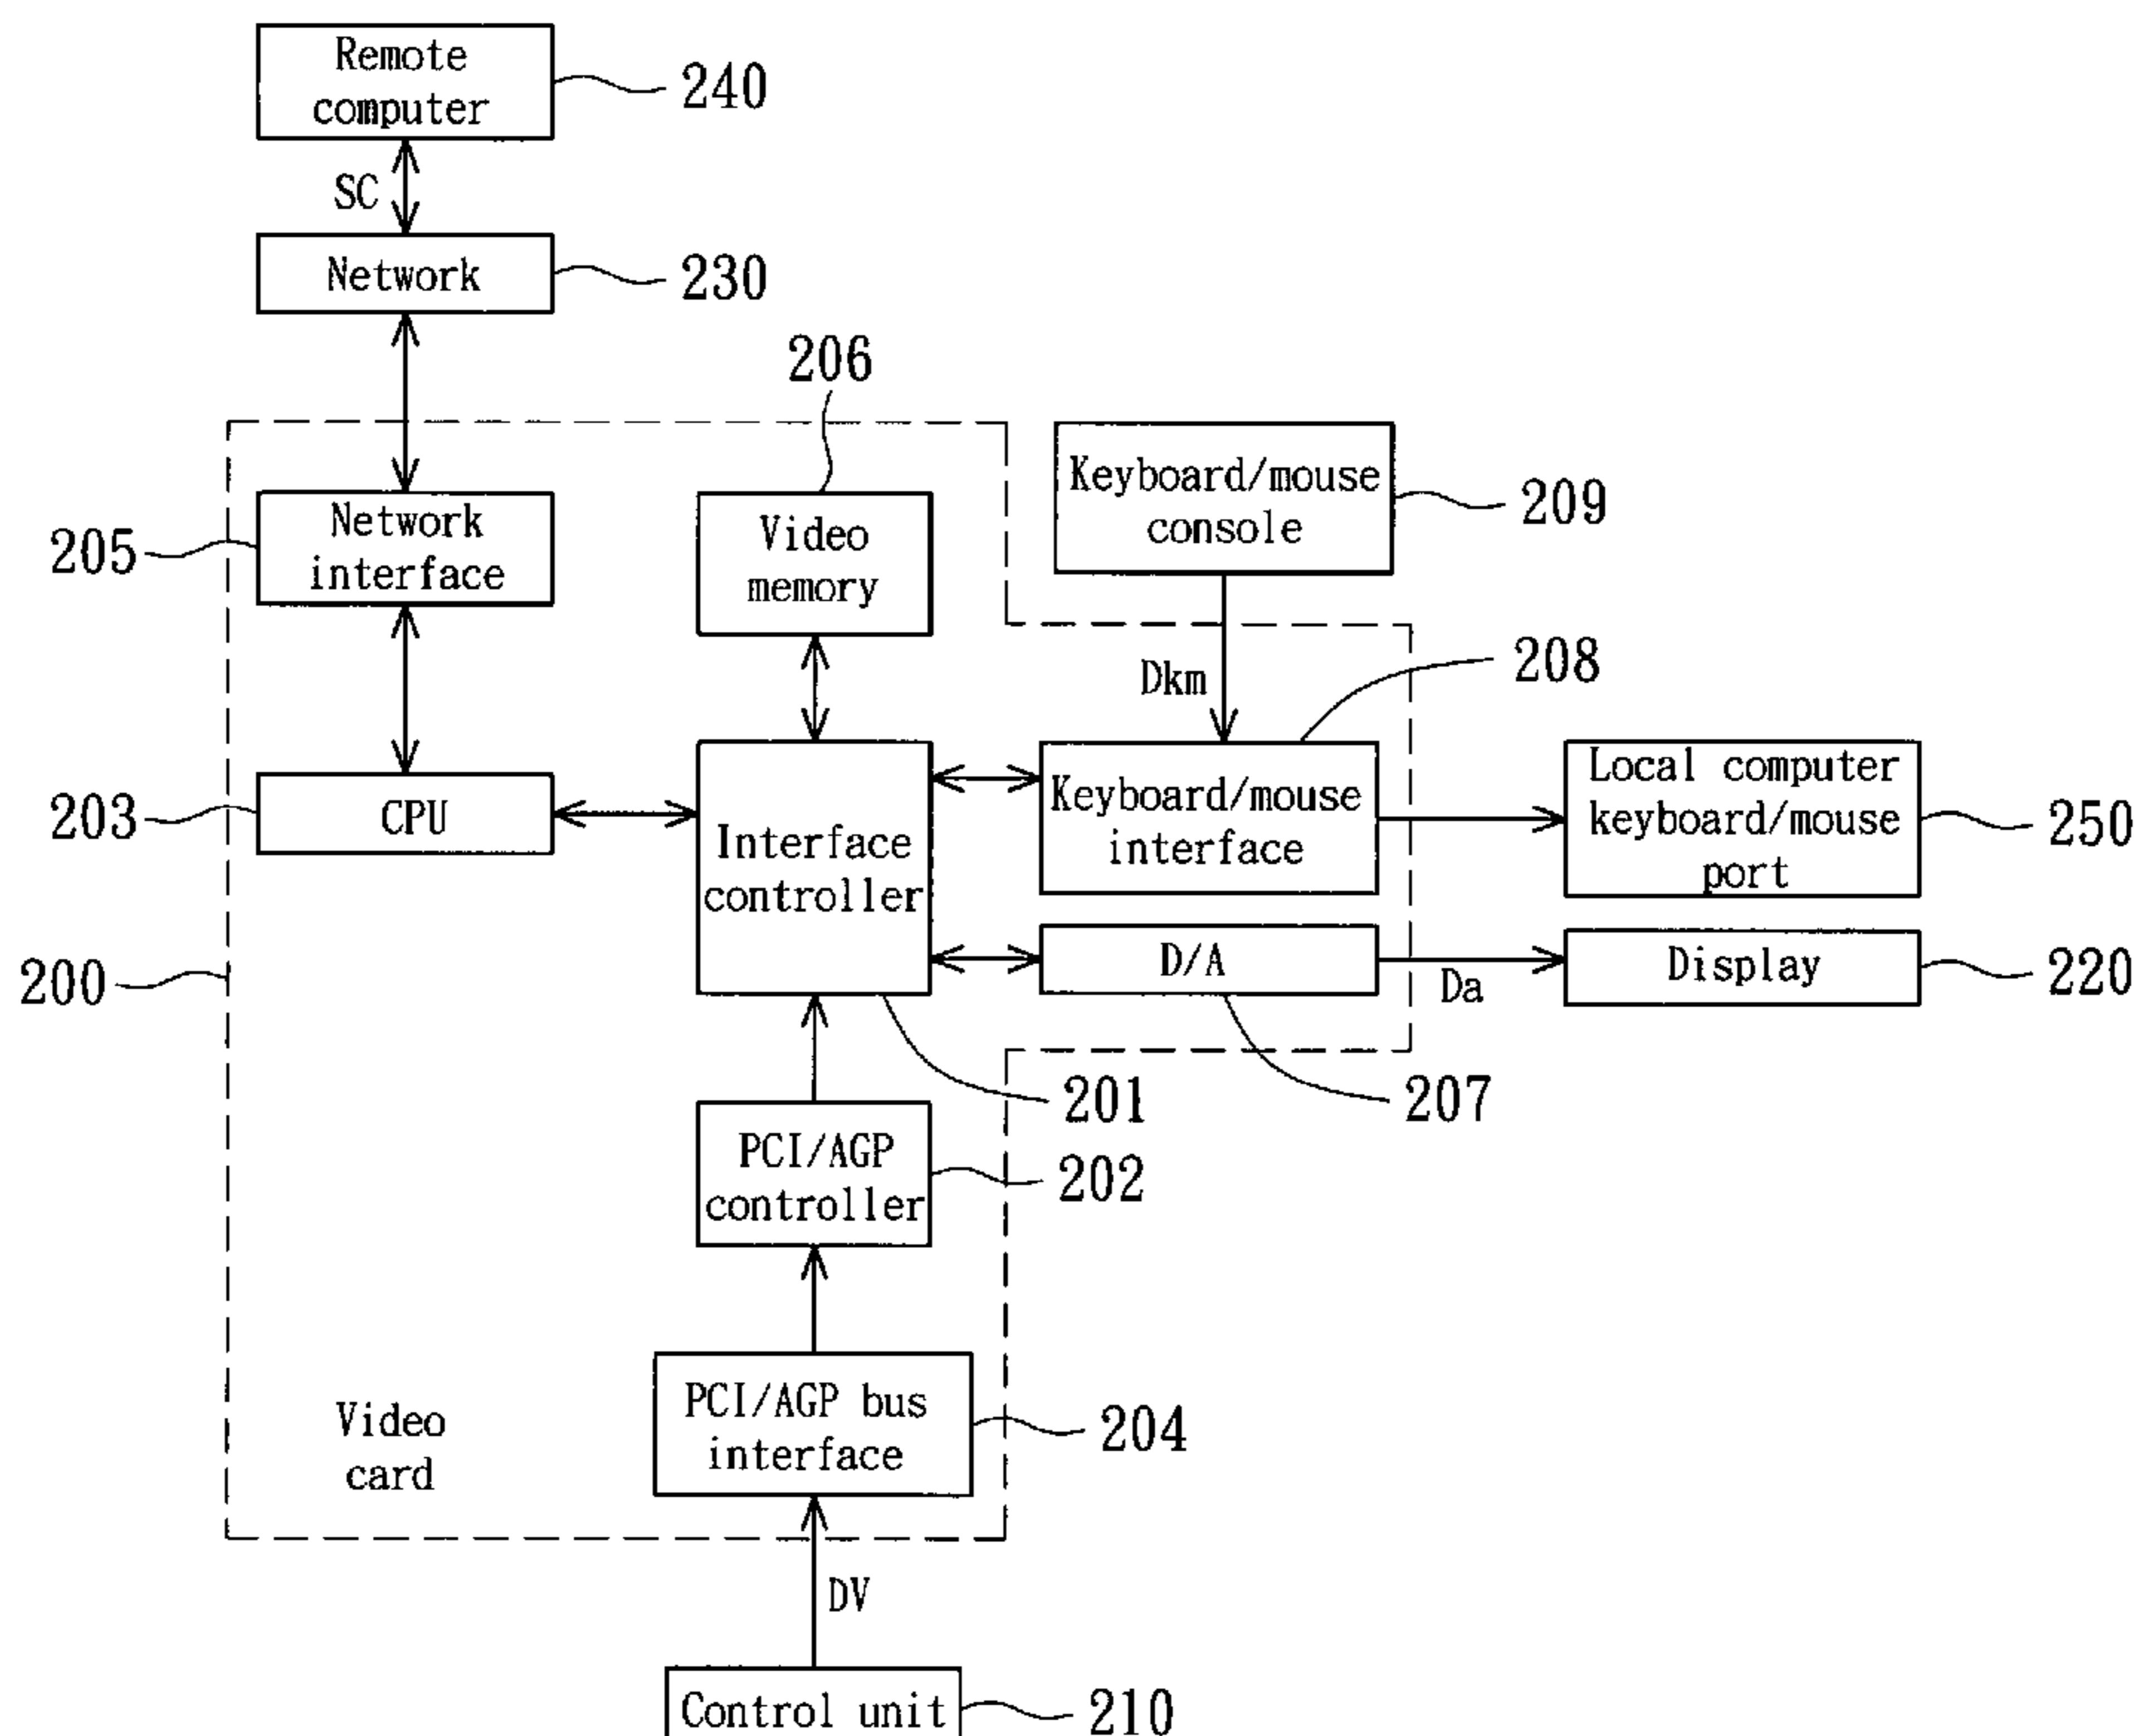 Remote
computer
240
SC
Network
230
206
Keyboard/mouse
console
209
205
Network
interface
Video
memory
Dkm
208
203
CPU
Interface
controller
Keyboard/mouse
interface
Local computer
keyboard/mouse
port
250
200
D/A
Da
Display
220
201
207
PCI/AGP
controller
202
PCI/AGP bus
interface
204
Video
card
DV
Control unit
210